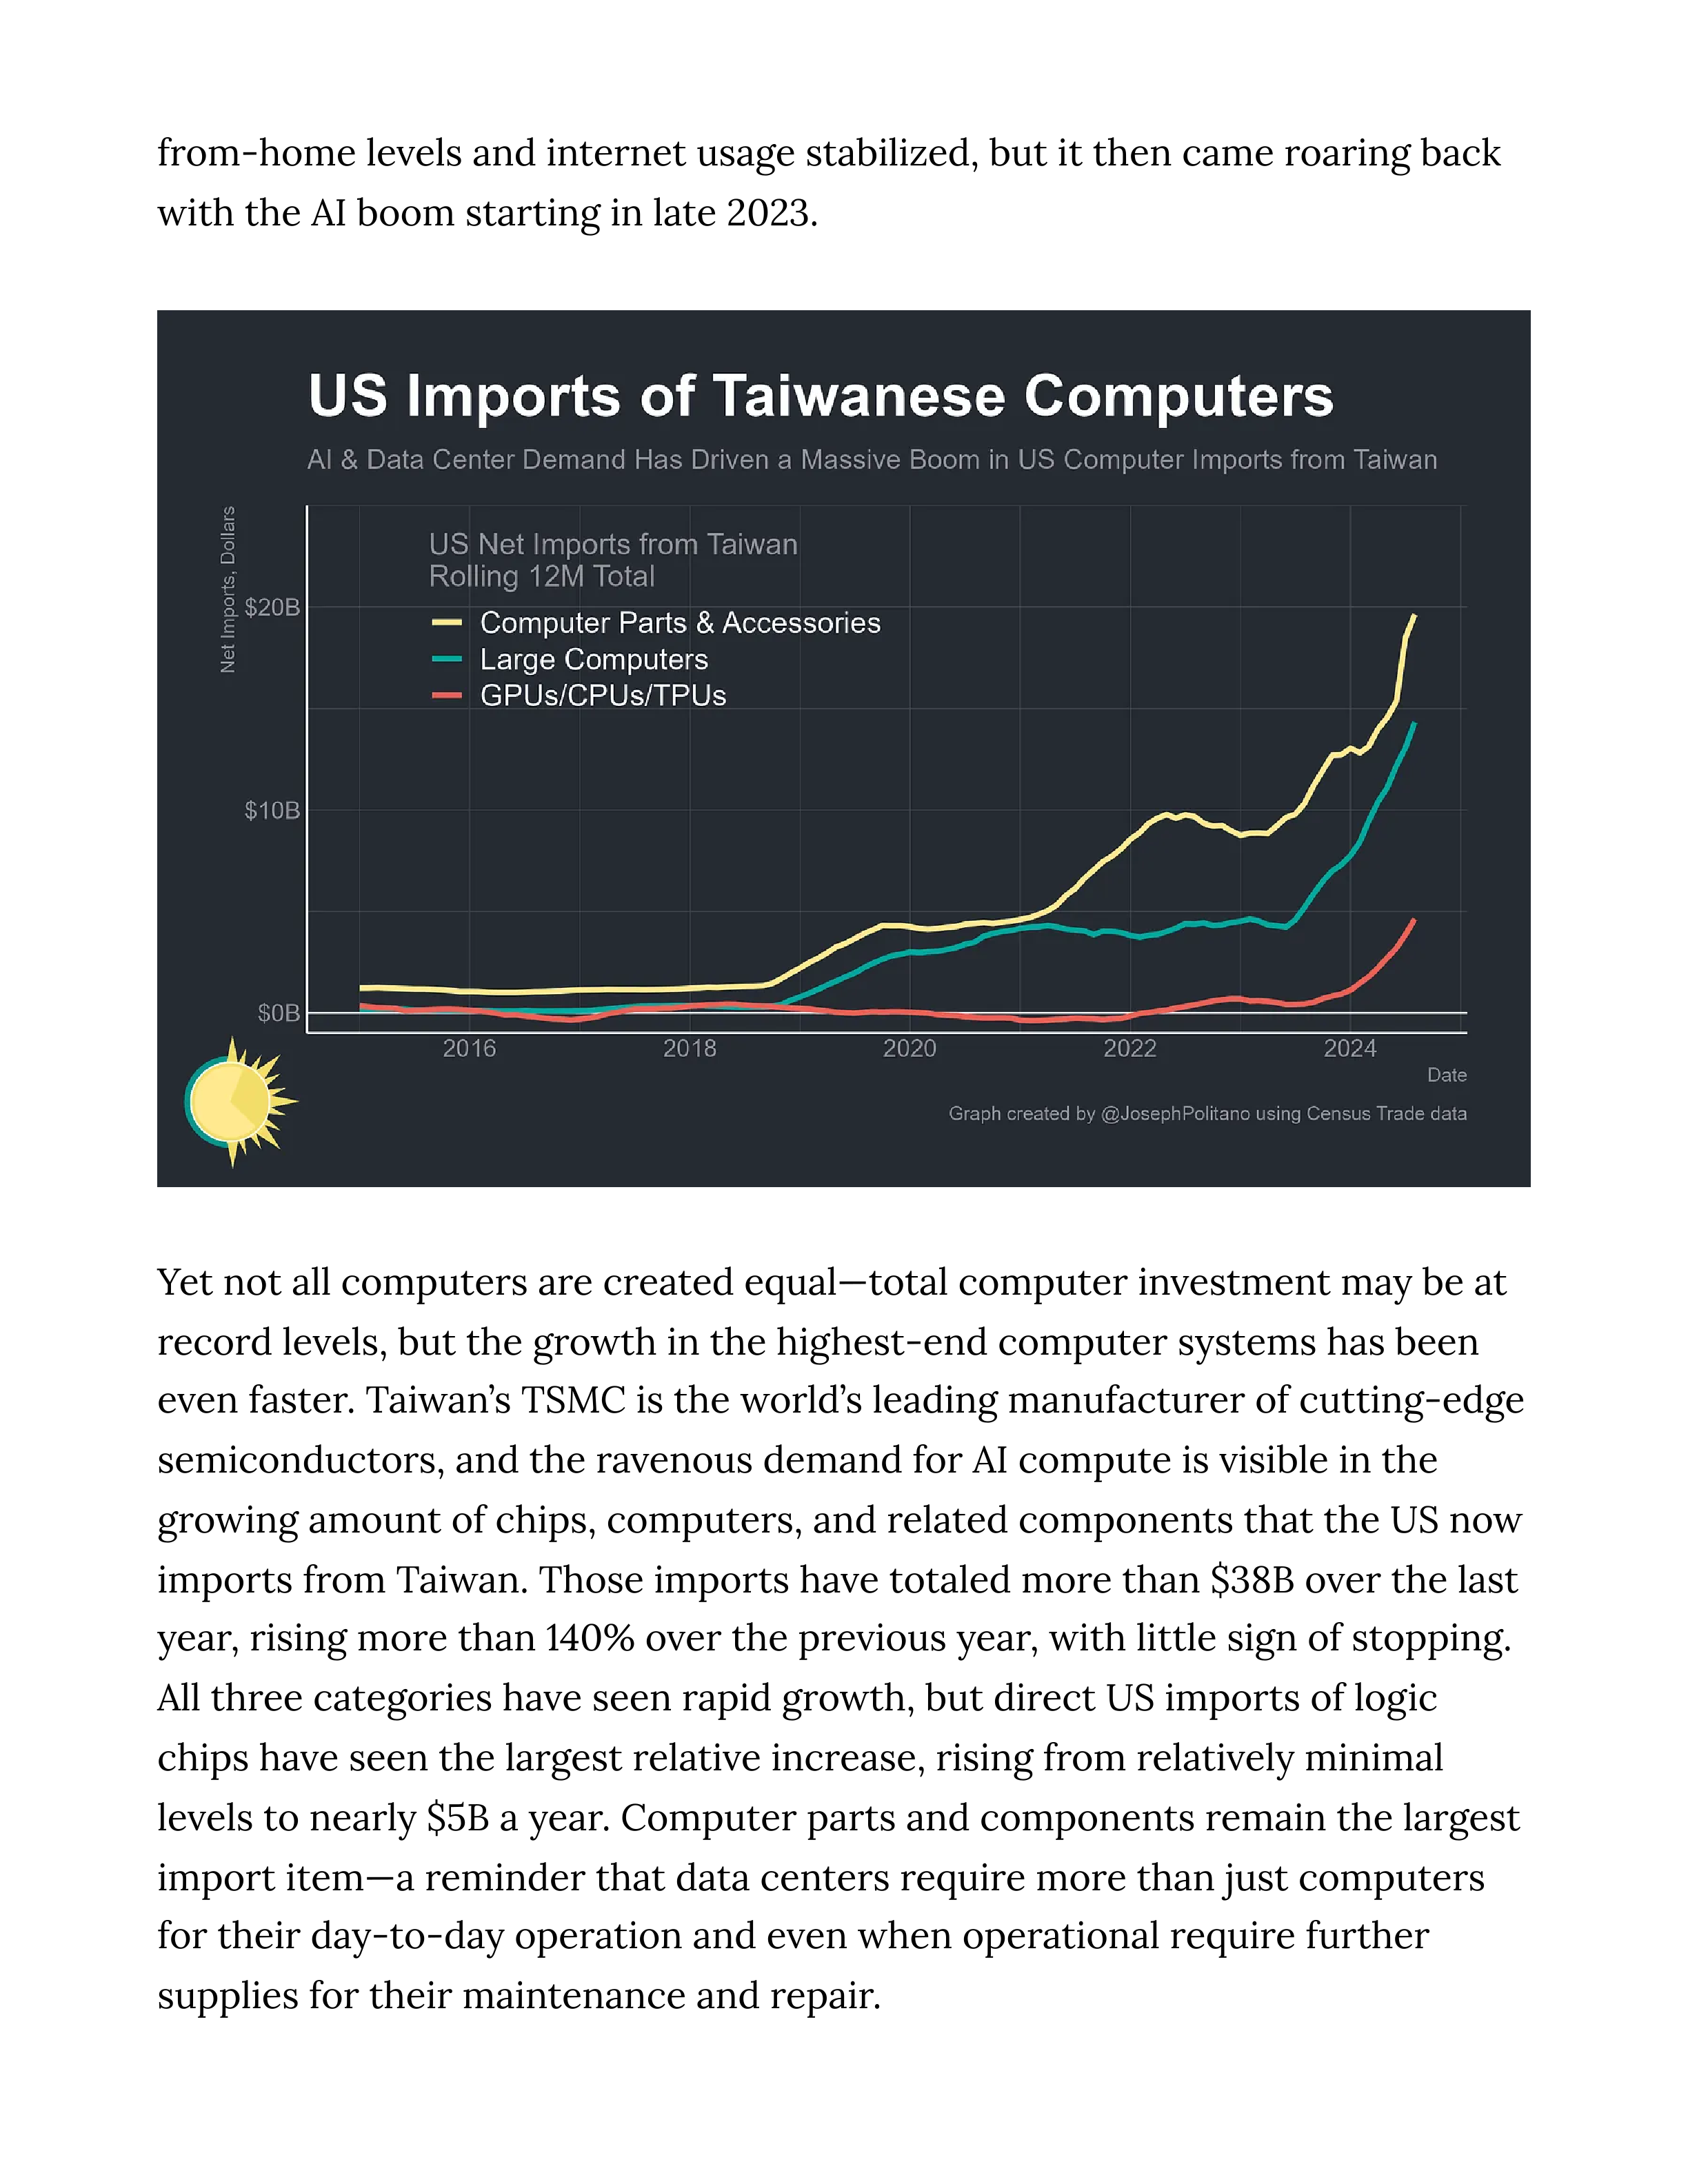 from-home levels and internet usage stabilized, but it then came roaring back
with the AI boom starting in late 2023.
US Imports of Taiwanese Computers
AI & Data Center Demand Has Driven a Massive Boom in US Computer Imports from Taiwan
Net Imports, Dollars
US Net Imports from Taiwan
Rolling 12M Total
Computer Parts & Accessories
Large Computers
GPUs/CPUs/TPUs
$20B
$10B
$0B
2016 2018 2020 2022 2024
Date
Graph created by @JosephPolitano using Census Trade data
Yet not all computers are created equal—total computer investment may be at
record levels, but the growth in the highest-end computer systems has been
even faster. Taiwan’s TSMC is the world’s leading manufacturer of cutting-edge
semiconductors, and the ravenous demand for AI compute is visible in the
growing amount of chips, computers, and related components that the US now
imports from Taiwan. Those imports have totaled more than $38B over the last
year, rising more than 140% over the previous year, with little sign of stopping.
All three categories have seen rapid growth, but direct US imports of logic
chips have seen the largest relative increase, rising from relatively minimal
levels to nearly $5B a year. Computer parts and components remain the largest
import item—a reminder that data centers require more than just computers
for their day-to-day operation and even when operational require further
supplies for their maintenance and repair.